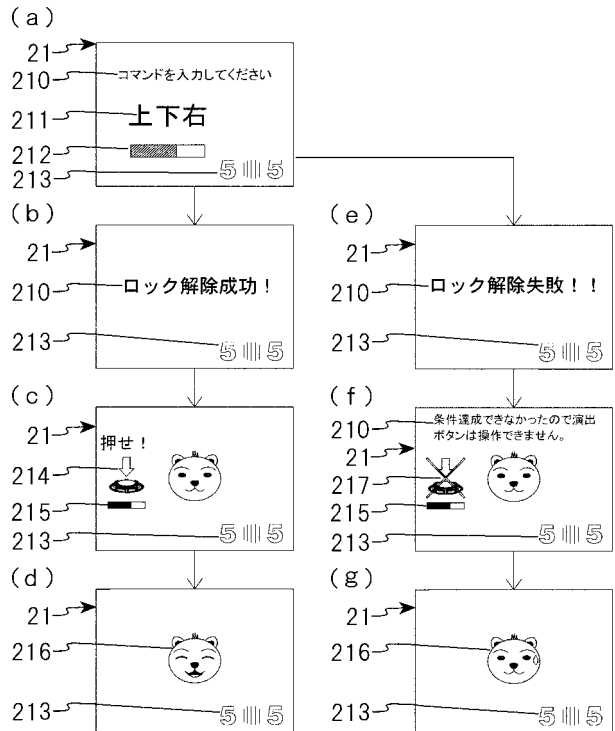 (a)
21
210
コマンドを入力してください
211
上下右
212
213
5 5
(b)
21
210
ロック解除成功！
213
5 5
(e)
21
210
ロック解除失敗！！
213
5 5
(c)
21
押せ！
214
215
213
5 5
(f)
210
条件達成できなかったので演出
ボタンは操作できません。
21
217
215
213
5 5
(d)
21
216
213
5 5
(g)
21
216
213
5 5